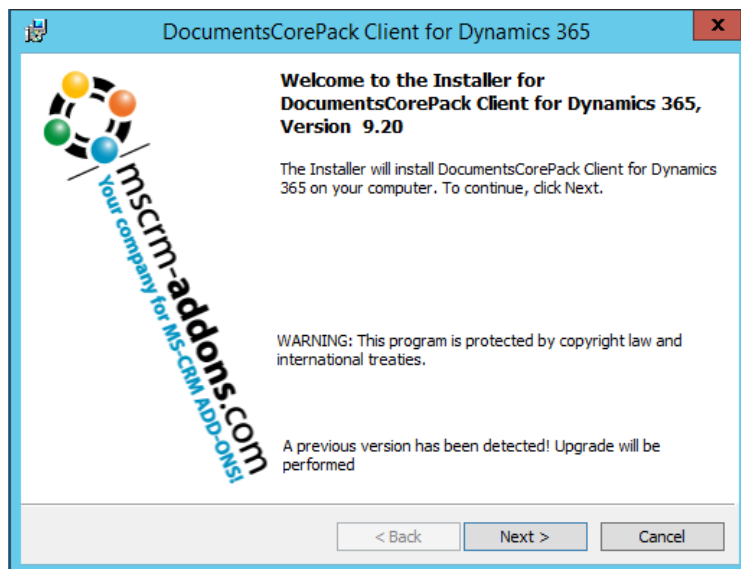 DocumentsCorePack Client for Dynamics 365
x
Welcome to the Installer for
DocumentsCorePack Client for Dynamics 365,
Version 9.20
The Installer will install DocumentsCorePack Client for Dynamics
365 on your computer. To continue, click Next.
mscrm-addons.com
Your company for MS-CRM ADD-ONS!
WARNING: This program is protected by copyright law and
international treaties.
A previous version has been detected! Upgrade will be
performed
< Back
Next >
Cancel